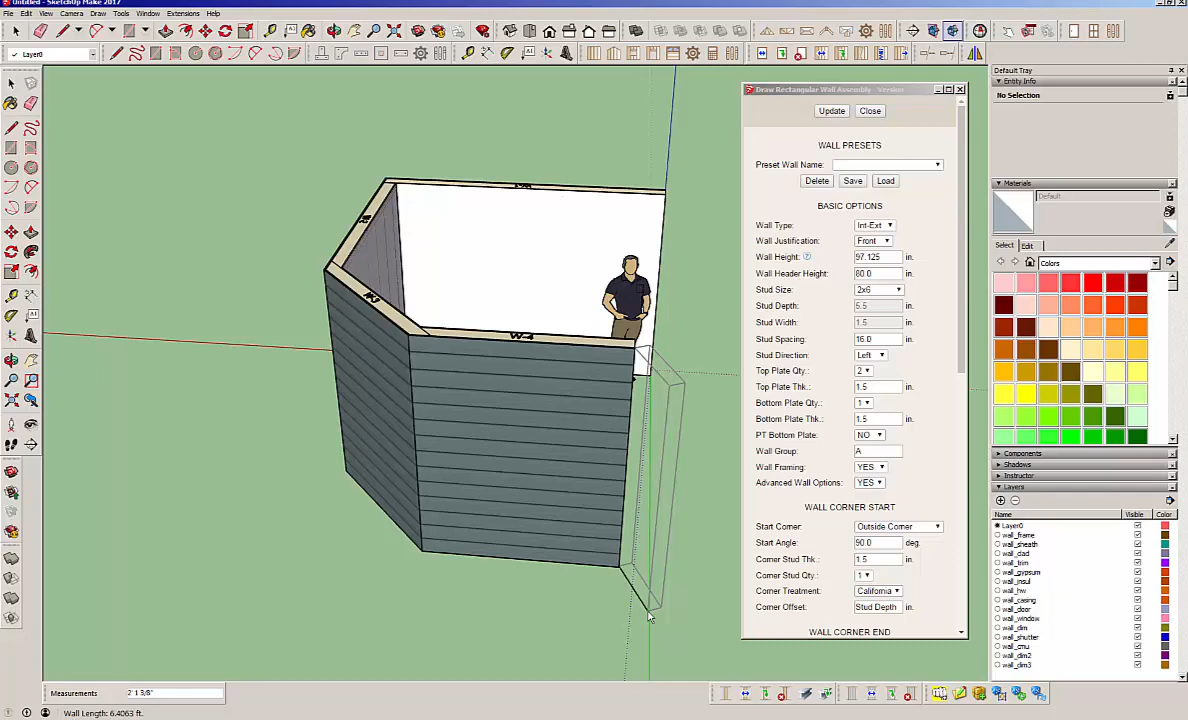 Untitled - SketchUp Make 2017
File Edit View Camera Draw Tools Window Extensions Help
Layer0
Draw Rectangular Wall Assembly - Version
Update Close
WALL PRESETS
Preset Wall Name:
Delete Save Load
BASIC OPTIONS
Wall Type: Int-Ext
Wall Justification: Front
Wall Height: 97.125 in.
Wall Header Height: 80.0 in.
Stud Size: 2x6
Stud Depth: 5.5 in.
Stud Width: 1.5 in.
Stud Spacing: 16.0 in.
Stud Direction: Left
Top Plate Qty.: 2
Top Plate Thk.: 1.5 in.
Bottom Plate Qty.: 1
Bottom Plate Thk.: 1.5 in.
PT Bottom Plate: NO
Wall Group: A
Wall Framing: YES
Advanced Wall Options: YES
WALL CORNER START
Start Corner: Outside Corner
Start Angle: 90.0 deg.
Corner Stud Thk.: 1.5 in.
Corner Stud Qty.: 1
Corner Treatment: California
Corner Offset: Stud Depth in.
WALL CORNER END
W-4
Default Tray
Entity Info
No Selection
Materials
Default
Select Edit
Colors
Components
Shadows
Instructor
Layers
Name Visible Color
Layer0
wall_frame
wall_sheath
wall_clad
wall_trim
wall_gypsum
wall_insul
wall_hw
wall_casing
wall_door
wall_window
wall_dim
wall_shutter
wall_cmu
wall_dim2
wall_dim3
Measurements 2' 1 3/8"
Wall Length: 6.4063 ft.